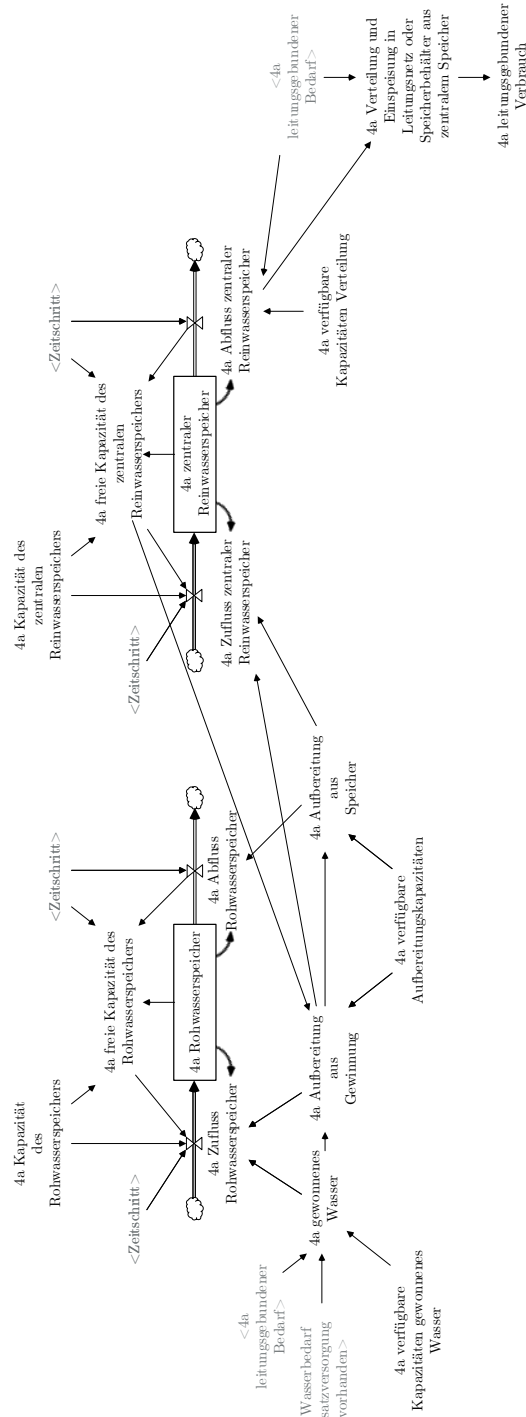 4a Kapazität
des
Rohwasserspeichers
<Zeitschritt>
4a Kapazität des
zentralen
Reinwasserspeichers
<Zeitschritt>
4a freie Kapazität des
Rohwasserspeichers
4a freie Kapazität des
zentralen
Reinwasserspeichers
<Zeitschritt>
<Zeitschritt>
4a Rohwasserspeicher
4a zentraler
Reinwasserspeicher
4a Zufluss
Rohwasserspeicher
4a Abfluss
Rohwasserspeicher
4a Zufluss zentraler
Reinwasserspeicher
4a Abfluss zentraler
Reinwasserspeicher
<4a
leitungsgebundener
Bedarf>
<4a
leitungsgebundener
Bedarf>
4a gewonnenes
Wasser
4a Aufbereitung
aus
Gewinnung
4a Aufbereitung
aus
Speicher
4a verfügbare
Kapazitäten Verteilung
Wasserbedarf
satzversorgung
vorhanden>
4a verfügbare
Kapazitäten gewonnenes
Wasser
4a verfügbare
Aufbereitungskapazitäten
4a Verteilung und
Einspeisung in
Leitungsnetz oder
Speicherbehälter aus
zentralem Speicher
4a leitungsgebundener
Verbrauch